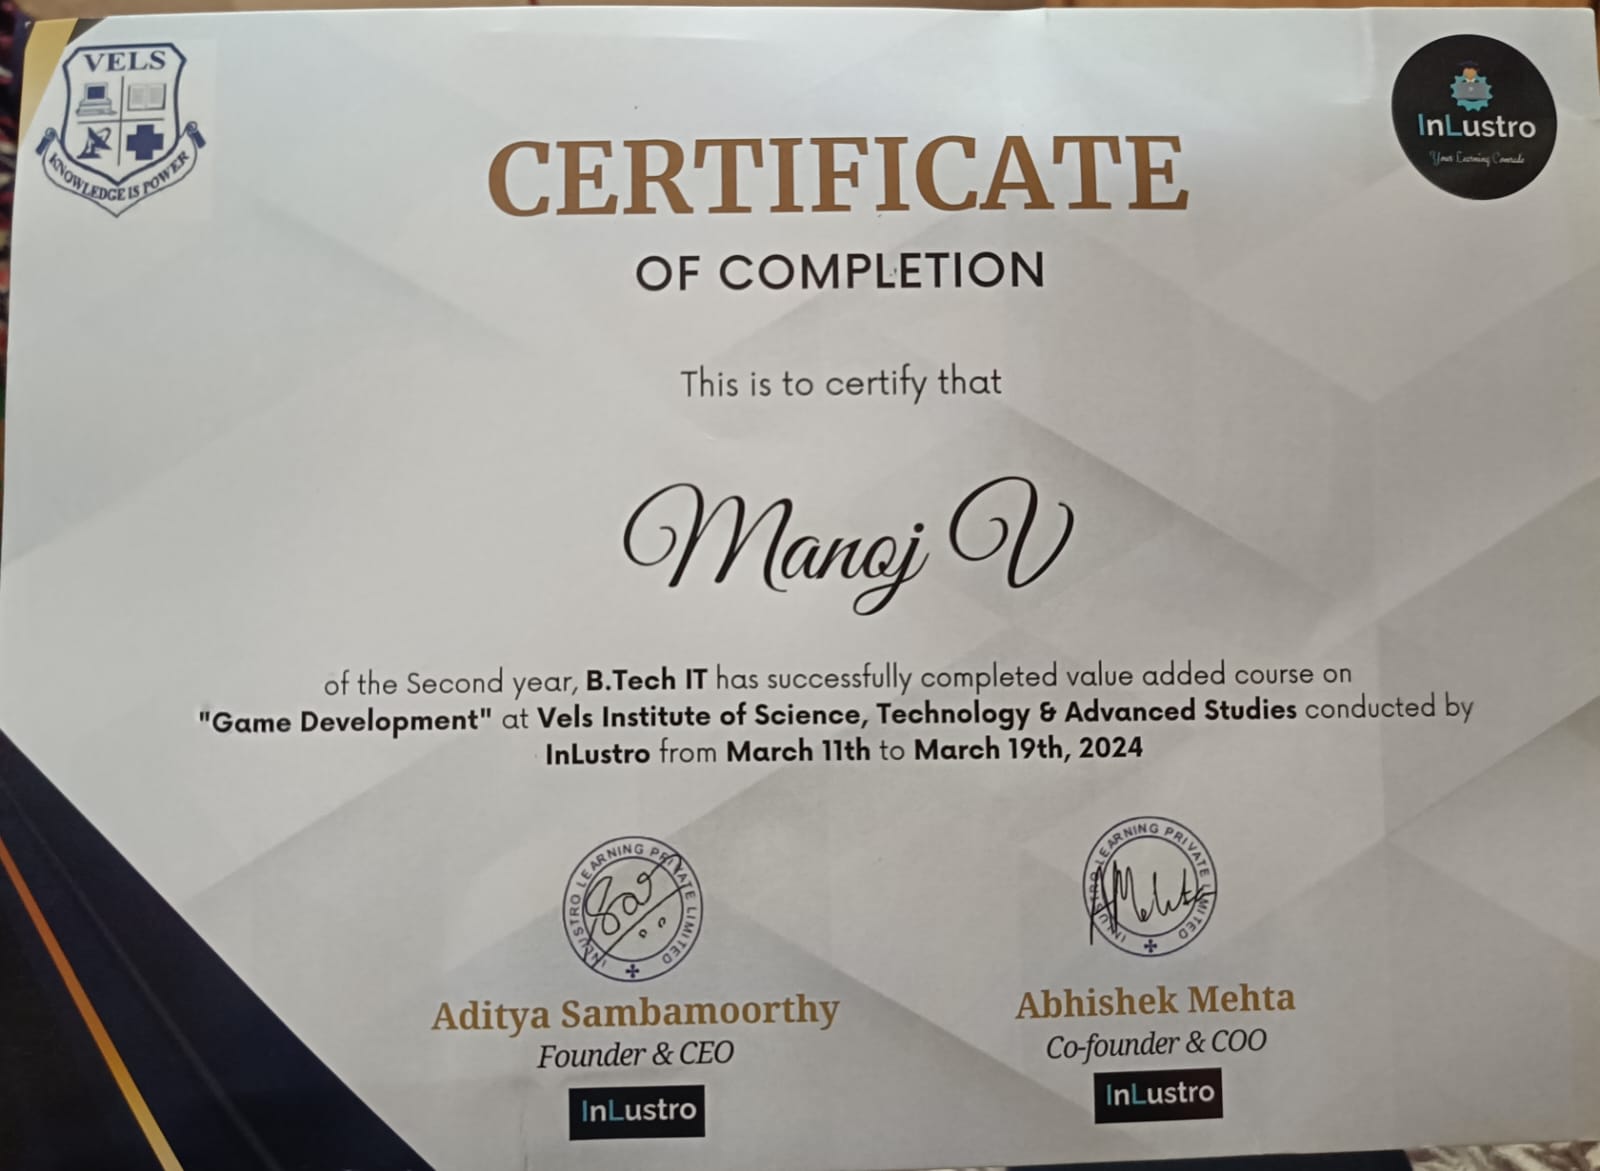 VELS
KNOWLEDGE IS POWER
InLustro
Your Learning Comrade
CERTIFICATE
OF COMPLETION
This is to certify that
Manoj V
of the Second year, B.Tech IT has successfully completed value added course on
"Game Development" at Vels Institute of Science, Technology & Advanced Studies conducted by
InLustro from March 11th to March 19th, 2024
INLUSTRO LEARNING PRIVATE LIMITED
INLUSTRO LEARNING PRIVATE LIMITED
AMehta
Aditya Sambamoorthy
Abhishek Mehta
Founder & CEO
Co-founder & COO
InLustro
InLustro